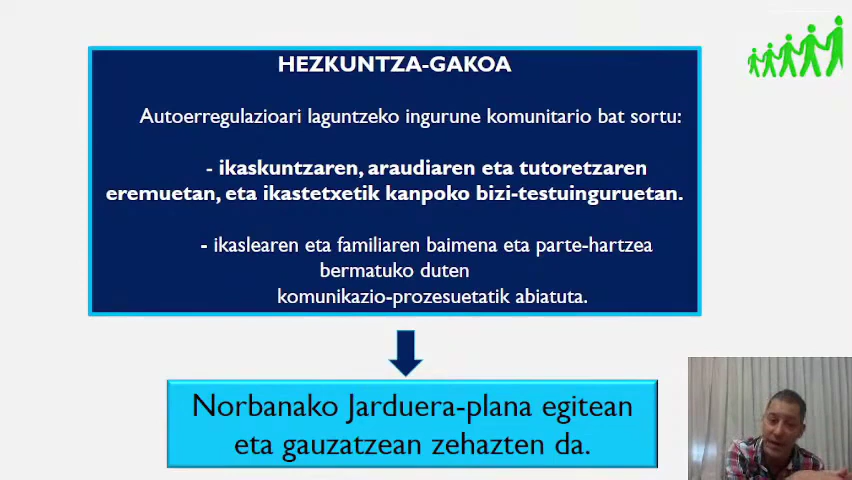 HEZKUNTZA-GAKOA
Autoerregulazioari laguntzeko ingurune komunitario bat sortu:
- ikaskuntzaren, araudiaren eta tutoretzaren
eremuetan, eta ikastetxetik kanpoko bizi-testuinguruetan.
- ikaslearen eta familiaren baimena eta parte-hartzea
bermatuko duten
komunikazio-prozesuetatik abiatuta.
Norbanako Jarduera-plana egitean
eta gauzatzean zehazten da.